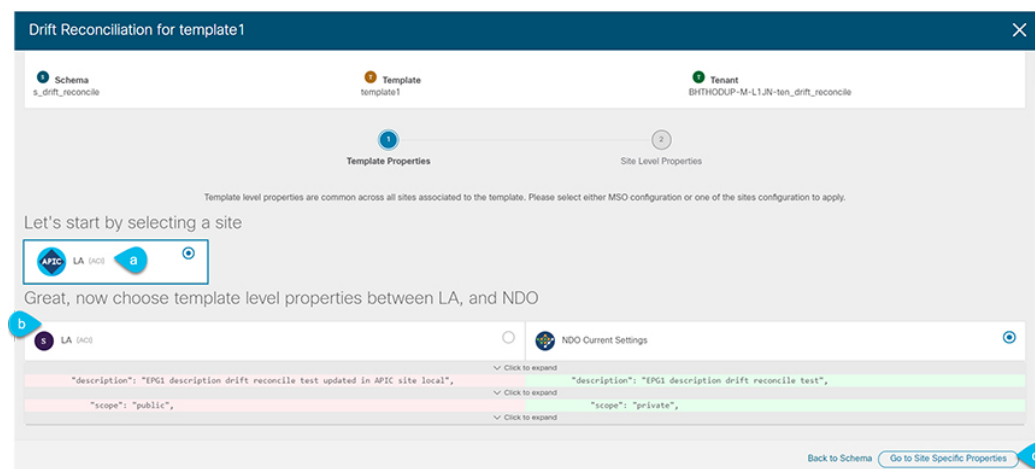 Drift Reconciliation for template1
S Schema
s_drift_reconcile
T Template
template1
T Tenant
BHTHODUP-M-L1JN-ten_drift_reconcile
1
2
Template Properties
Site Level Properties
Template level properties are common across all sites associated to the template. Please select either MSO configuration or one of the sites configuration to apply.
Let's start by selecting a site
APIC LA (ACI) a
Great, now choose template level properties between LA, and NDO
b
S LA (ACI)
NDO Current Settings
Click to expand
"description": "EPG1 description drift reconcile test updated in APIC site local",
"description": "EPG1 description drift reconcile test",
Click to expand
"scope": "public",
"scope": "private",
Click to expand
Back to Schema Go to Site Specific Properties